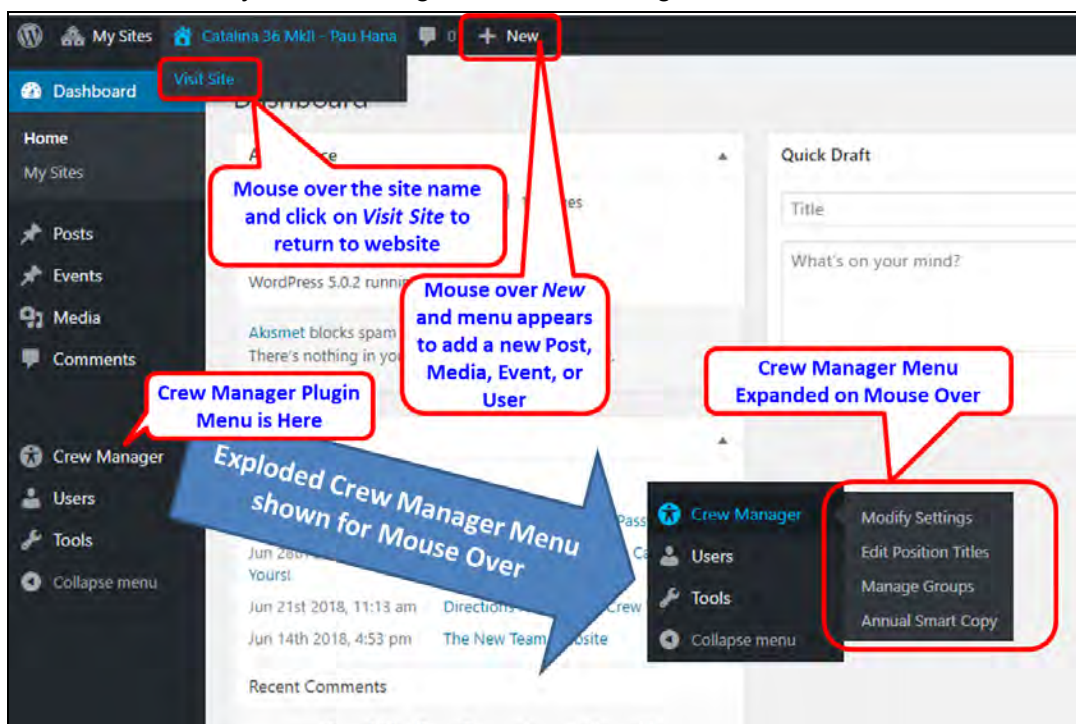 My Sites Catalina 36 MkII - Pau Hana 0 + New
Visit Site
Dashboard
Dashboard
Home
My Sites
Posts
Events
Media
Comments
Crew Manager
Users
Tools
Collapse menu
Mouse over the site name
and click on Visit Site to
return to website
WordPress 5.0.2
Akismet blocks spam
There's nothing in
Mouse over New
and menu appears
to add a new Post,
Media, Event, or
User
Quick Draft
Title
What's on your mind?
Crew Manager Plugin
Menu is Here
Crew Manager Menu
Expanded on Mouse Over
Exploded Crew Manager Menu
shown for Mouse Over
Yours!
Jun 21st 2018, 11:13 am Directions Crew
Jun 14th 2018, 4:53 pm The New Team
Recent Comments
Crew Manager
Users
Tools
Collapse menu
Modify Settings
Edit Position Titles
Manage Groups
Annual Smart Copy